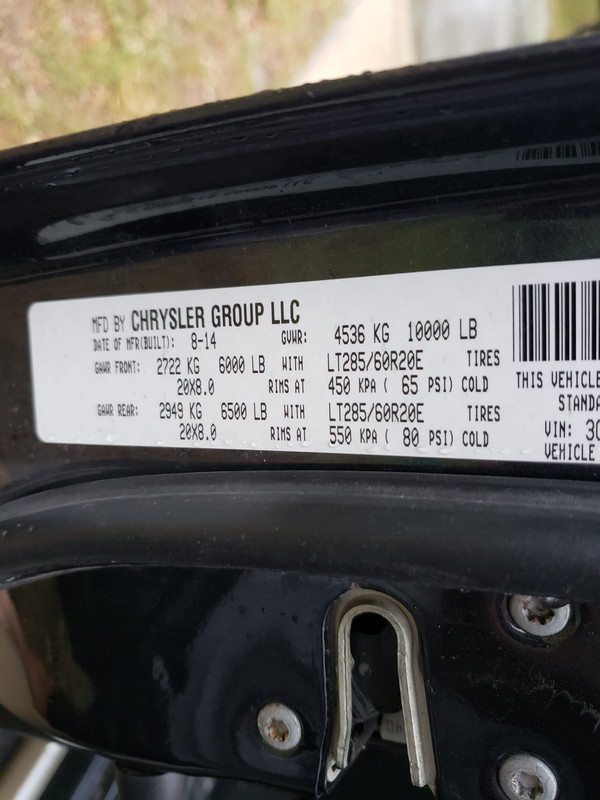 MFD BY CHRYSLER GROUP LLC
DATE OF MFR(BUILT): 8-14 GVWR: 4536 KG 10000 LB
GAWR FRONT: 2722 KG 6000 LB WITH LT285/60R20E TIRES
20X8.0 RIMS AT 450 KPA ( 65 PSI) COLD
GAWR REAR: 2949 KG 6500 LB WITH LT285/60R20E TIRES
20X8.0 RIMS AT 550 KPA ( 80 PSI) COLD
THIS VEHICLE
STANDA
VIN: 30
VEHICLE